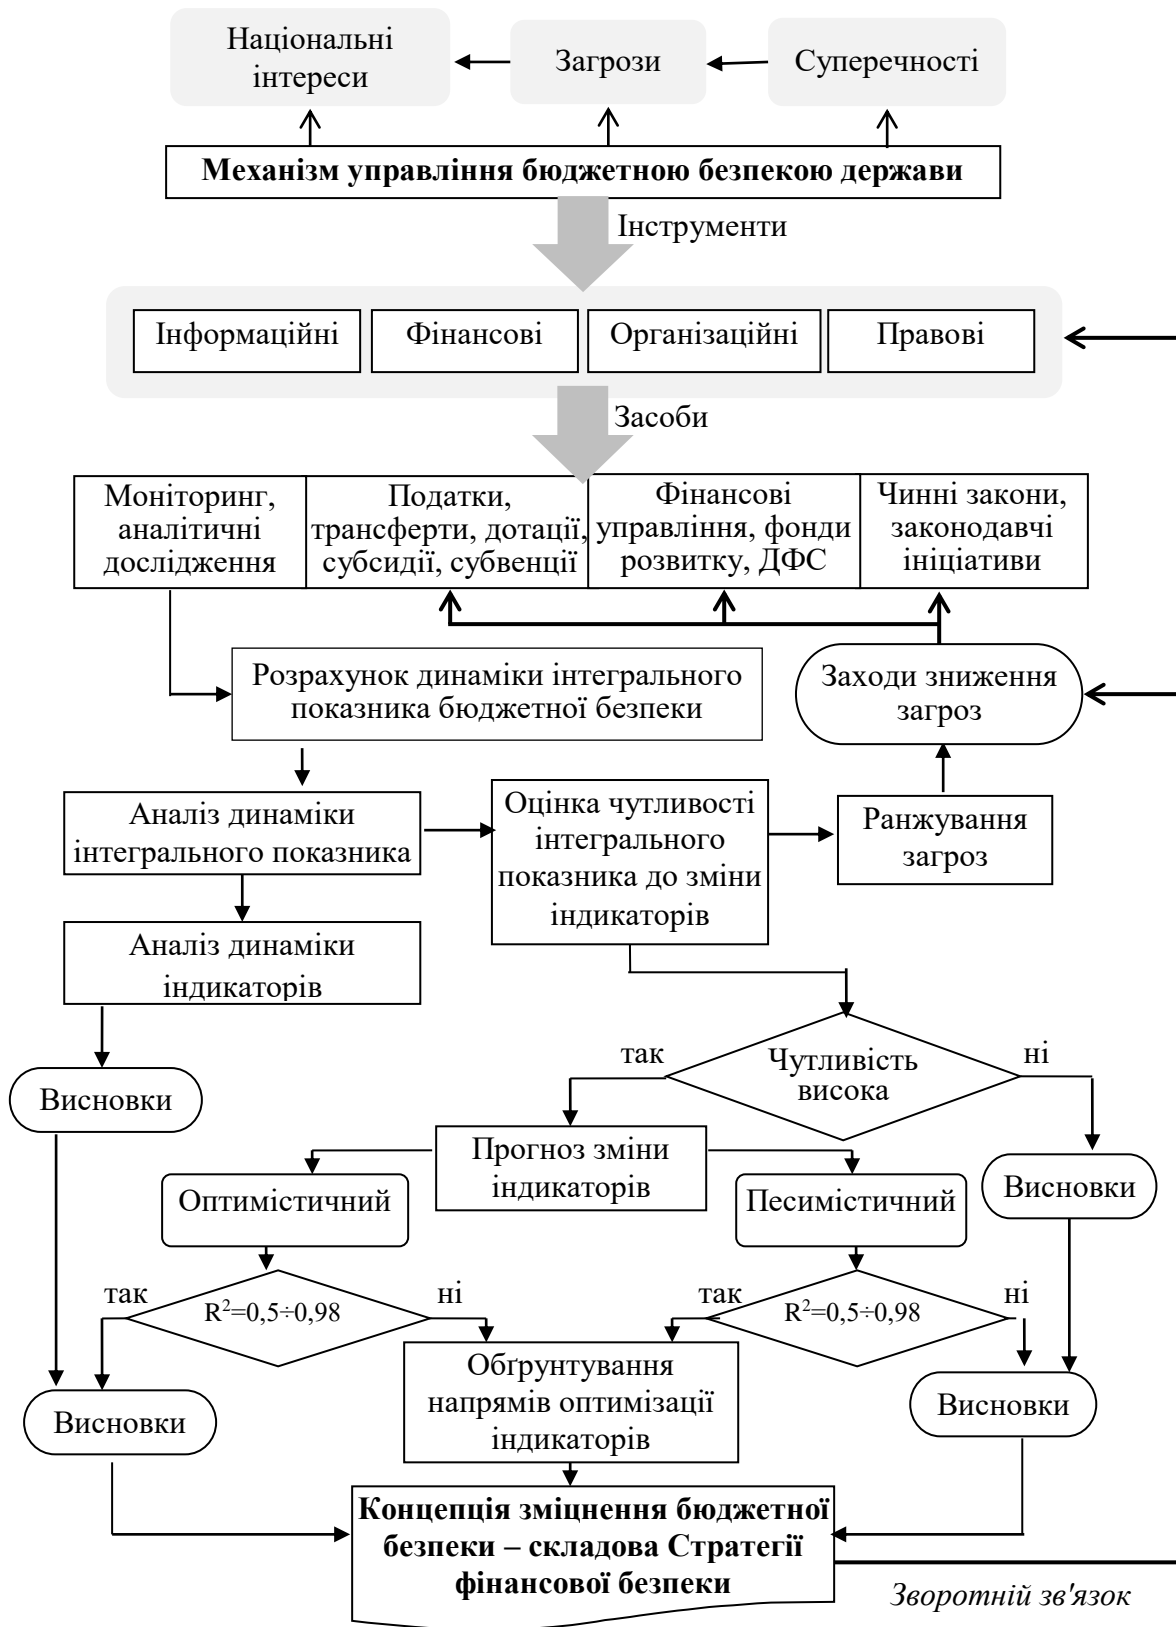 Національні
інтереси
Загрози
Суперечності
Механізм управління бюджетною безпекою держави
Інструменти
Інформаційні
Фінансові
Організаційні
Правові
Засоби
Моніторинг,
аналітичні
дослідження
Податки,
трансферти, дотації,
субсидії, субвенції
Фінансові
управління, фонди
розвитку, ДФС
Чинні закони,
законодавчі
ініціативи
Розрахунок динаміки інтегрального
показника бюджетної безпеки
Заходи зниження
загроз
Аналіз динаміки
інтегрального показника
Оцінка чутливості
інтегрального
показника до зміни
індикаторів
Ранжування
загроз
Аналіз динаміки
індикаторів
так
Чутливість
висока
ні
Висновки
Прогноз зміни
індикаторів
Оптимістичний
Песимістичний
Висновки
так
R²=0,5÷0,98
ні
так
R²=0,5÷0,98
ні
Обґрунтування
напрямів оптимізації
індикаторів
Висновки
Висновки
Концепція зміцнення бюджетної
безпеки – складова Стратегії
фінансової безпеки
Зворотній зв'язок